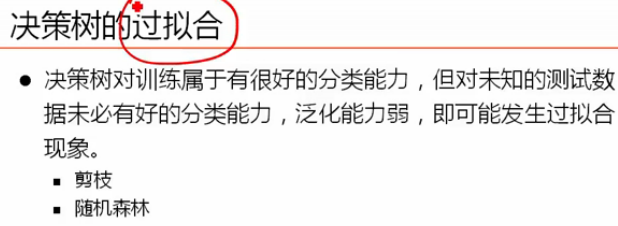 决策树的过拟合
● 决策树对训练属于有很好的分类能力，但对未知的测试数
据未必有好的分类能力，泛化能力弱，即可能发生过拟合
现象。
▪ 剪枝
▪ 随机森林